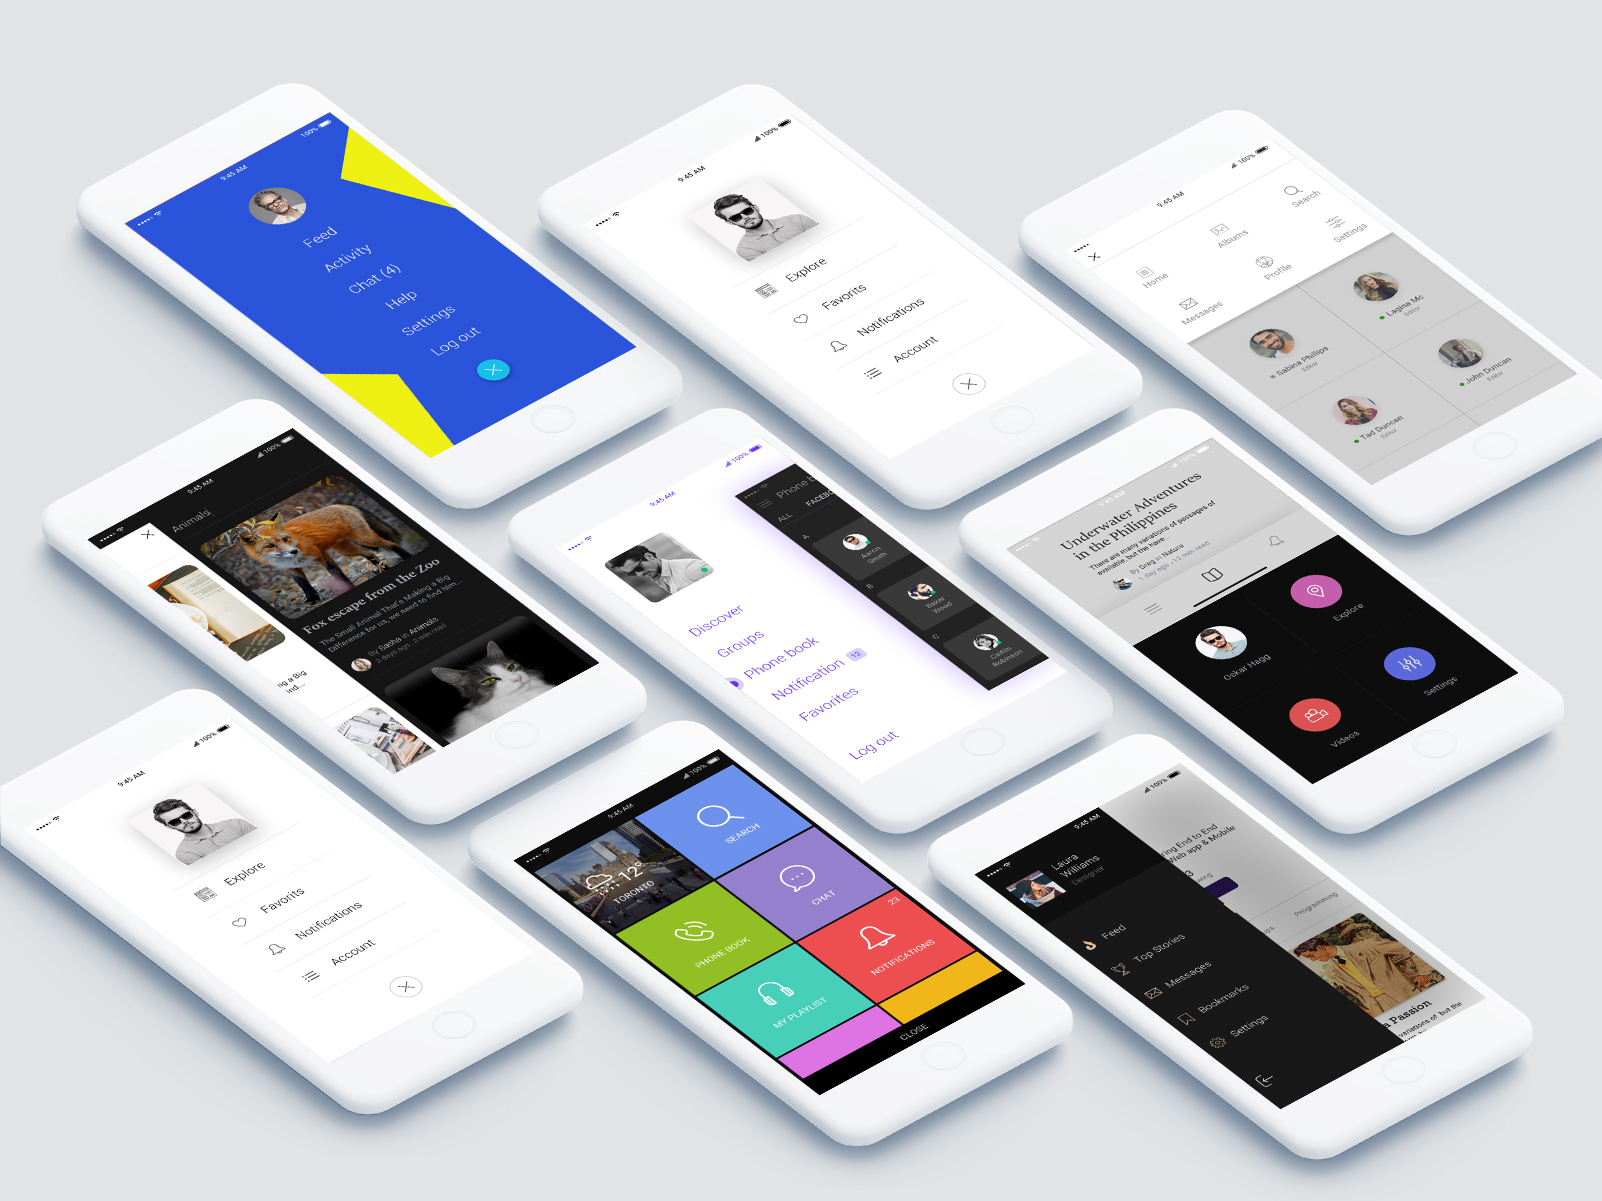 100%
9:45 AM
Feed
Activity
Chat (4)
Help
Settings
Log out
100%
9:45 AM
Explore
Favorits
Notifications
Account
100%
9:45 AM
Search
Albums
Settings
Home
Profile
Messages
Lagina Mc
Editor
Sabina Phillips
Editor
John Duncan
Editor
Tad Duncan
Editor
100%
9:45 AM
Animals
Fox escape from the Zoo
The Small Animal That's Making a Big
Difference for us, we need to find him...
By Sasha in Animals
3 days ago · 2 min read
ng a Big
ind...
100%
9:45 AM
Discover
Groups
Phone book
Notification 12
Favorites
Log out
Phone b
ALL FACEBO
A
Aaron
Smith
B
Baker
Wood
C
Caitlin
Robinson
100%
9:45 AM
Underwater Adventures
in the Philippines
There are many variations of passages of
available, but the have...
By Greg in Nature
1 day ago · 12 min read
Explore
Oskar Hagg
Settings
Videos
100%
9:45 AM
Explore
Favorits
Notifications
Account
100%
9:45 AM
12°
TORONTO
SEARCH
PHONE BOOK
CHAT
23
NOTIFICATIONS
MY PLAYLIST
CLOSE
100%
9:45 AM
Laura
Williams
Designer
Feed
Top Stories
Messages
Bookmarks
Settings
ing End to End
Web app & Mobile
3
wing
ups Programming
a Passion
variations of but the